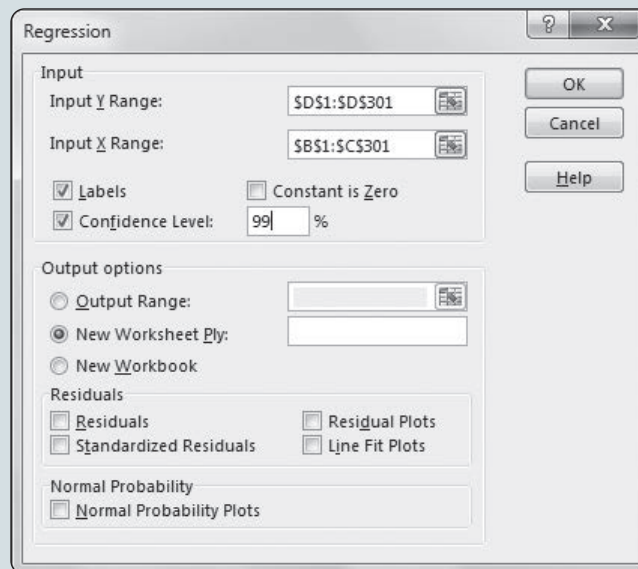 Regression
Input
Input Y Range: $D$1:$D$301
Input X Range: $B$1:$C$301
Labels Constant is Zero
Confidence Level: 99 %
OK
Cancel
Help
Output options
Output Range:
New Worksheet Ply:
New Workbook
Residuals
Residuals Residual Plots
Standardized Residuals Line Fit Plots
Normal Probability
Normal Probability Plots